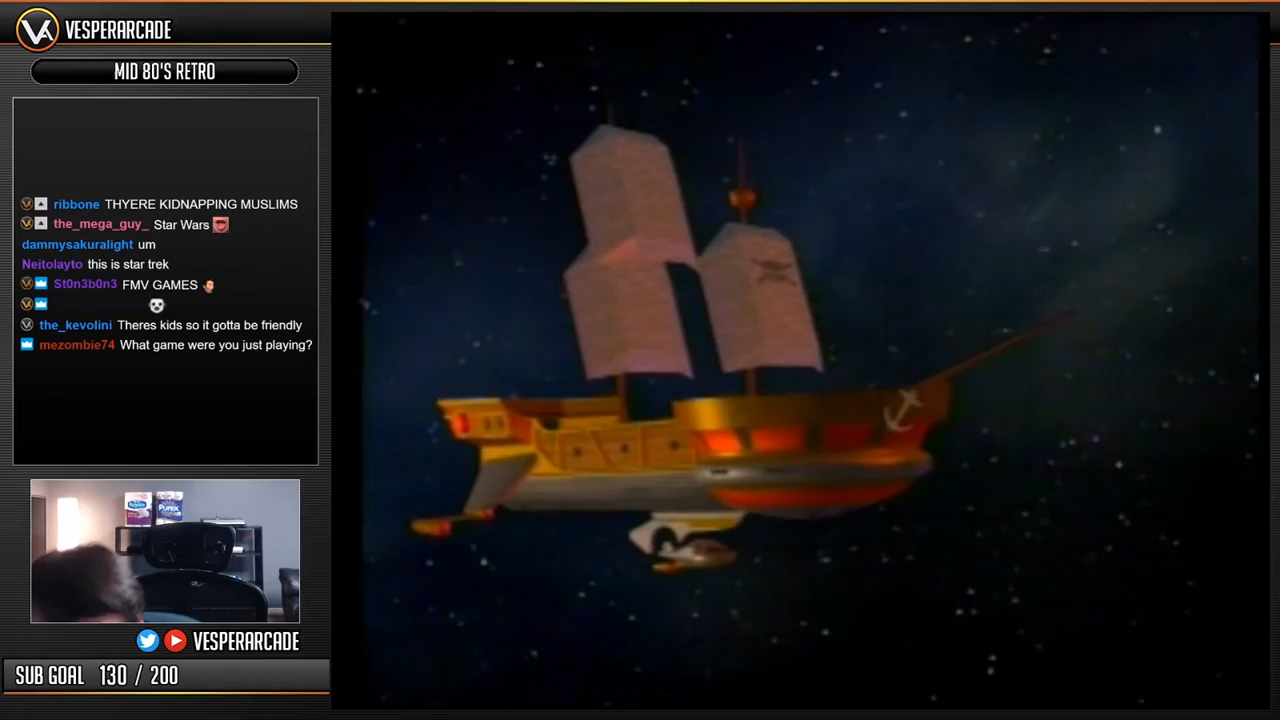 VESPERARCADE
MID 80'S RETRO
ribbone THYERE KIDNAPPING MUSLIMS
the_mega_guy_ Star Wars
dammysakuralight um
Neitolayto this is star trek
St0n3b0n3 FMV GAMES
the_kevolini Theres kids so it gotta be friendly
mezombie74 What game were you just playing?
VESPERARCADE
SUB GOAL 130 / 200